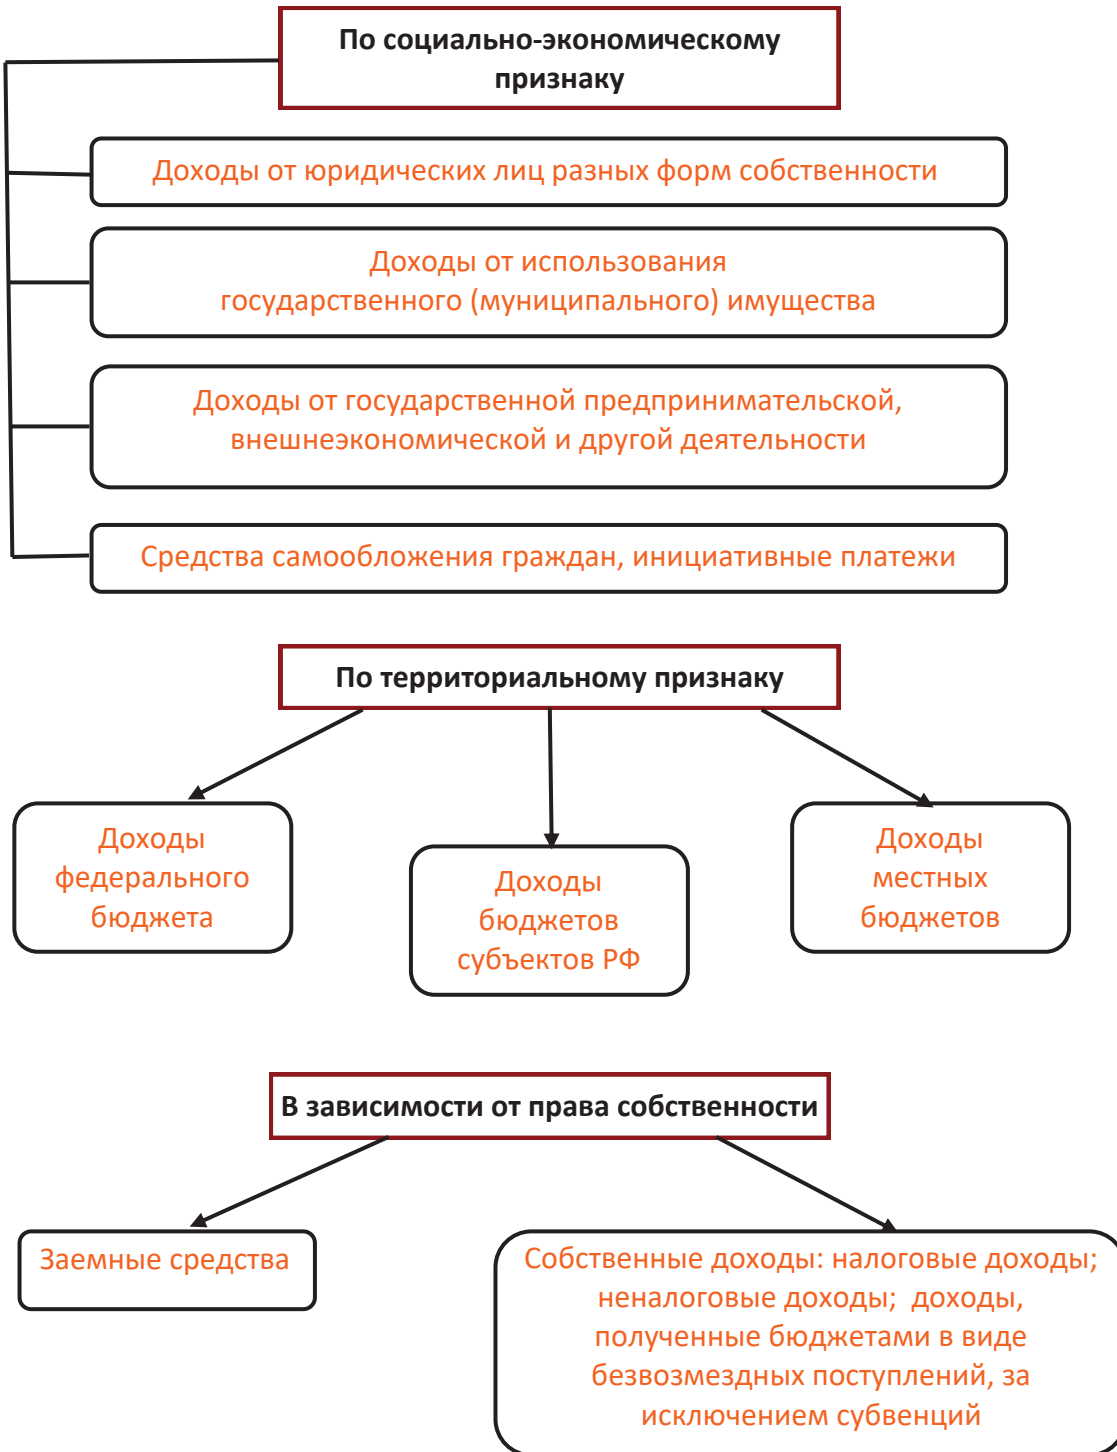 По социально-экономическому
признаку
Доходы от юридических лиц разных форм собственности
Доходы от использования
государственного (муниципального) имущества
Доходы от государственной предпринимательской,
внешнеэкономической и другой деятельности
Средства самообложения граждан, инициативные платежи
По территориальному признаку
Доходы
федерального
бюджета
Доходы
бюджетов
субъектов РФ
Доходы
местных
бюджетов
В зависимости от права собственности
Заемные средства
Собственные доходы: налоговые доходы;
неналоговые доходы; доходы,
полученные бюджетами в виде
безвозмездных поступлений, за
исключением субвенций